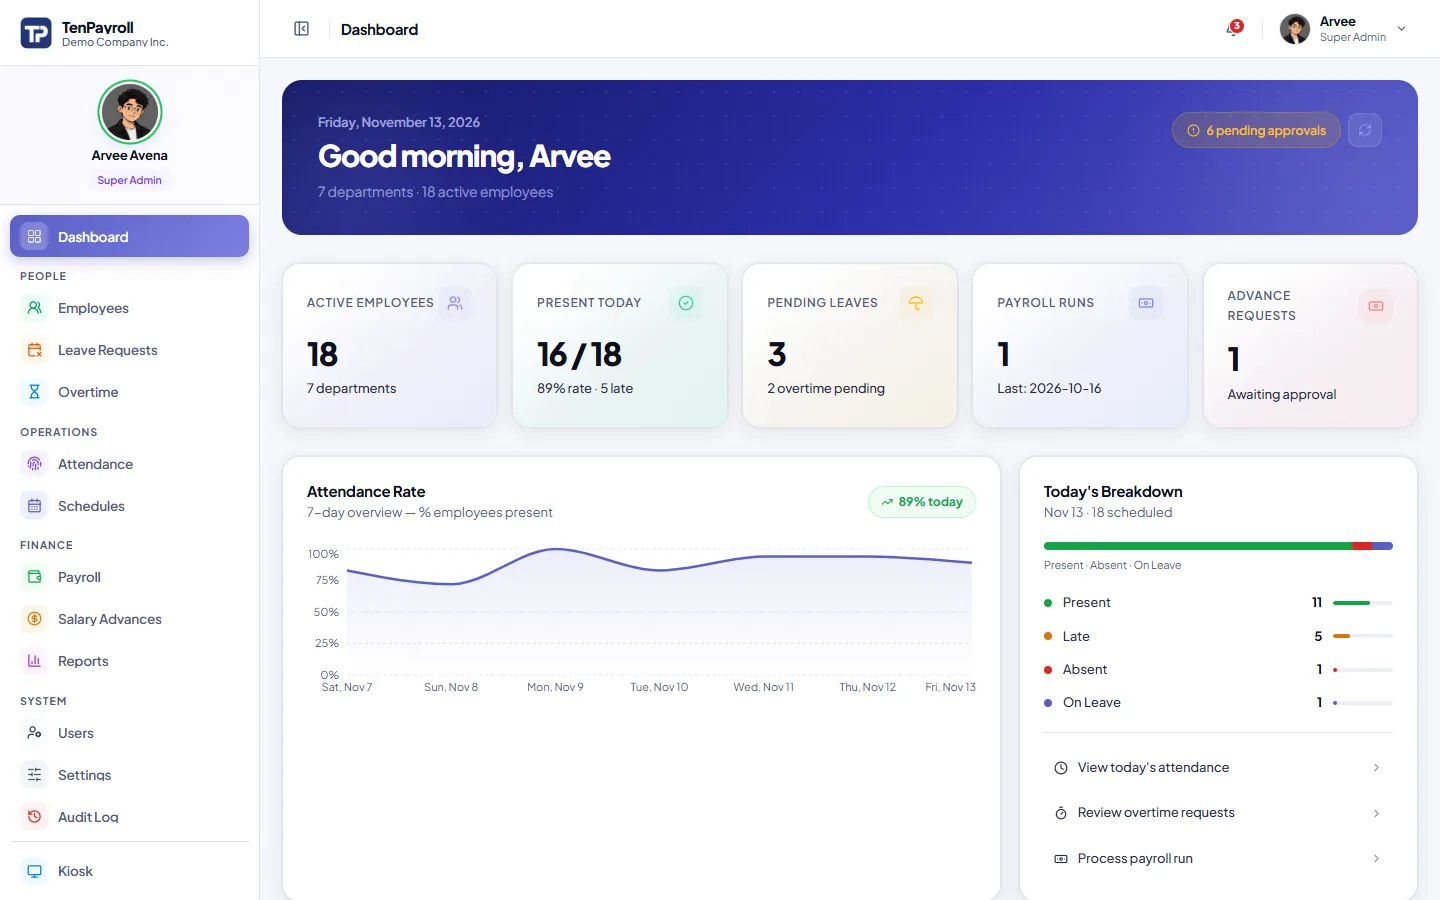 TP
TenPayroll
Demo Company Inc.
Arvee Avena
Super Admin
Dashboard
PEOPLE
Employees
Leave Requests
Overtime
OPERATIONS
Attendance
Schedules
FINANCE
Payroll
Salary Advances
Reports
SYSTEM
Users
Settings
Audit Log
Kiosk
Dashboard
3
Arvee
Super Admin
Friday, November 13, 2026
Good morning, Arvee
7 departments · 18 active employees
6 pending approvals
ACTIVE EMPLOYEES
18
7 departments
PRESENT TODAY
16 / 18
89% rate · 5 late
PENDING LEAVES
3
2 overtime pending
PAYROLL RUNS
1
Last: 2026-10-16
ADVANCE
REQUESTS
1
Awaiting approval
Attendance Rate
7-day overview — % employees present
89% today
100%
75%
50%
25%
0%
Sat, Nov 7
Sun, Nov 8
Mon, Nov 9
Tue, Nov 10
Wed, Nov 11
Thu, Nov 12
Fri, Nov 13
Today's Breakdown
Nov 13 · 18 scheduled
Present · Absent · On Leave
Present 11
Late 5
Absent 1
On Leave 1
View today's attendance
Review overtime requests
Process payroll run